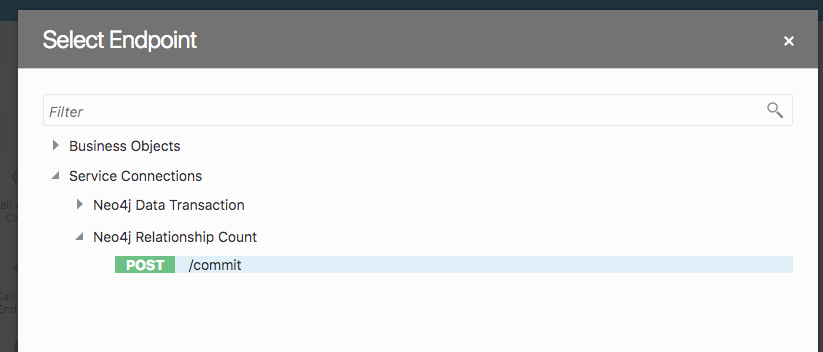 Select Endpoint
×
Filter
Business Objects
Service Connections
Neo4j Data Transaction
Neo4j Relationship Count
POST /commit